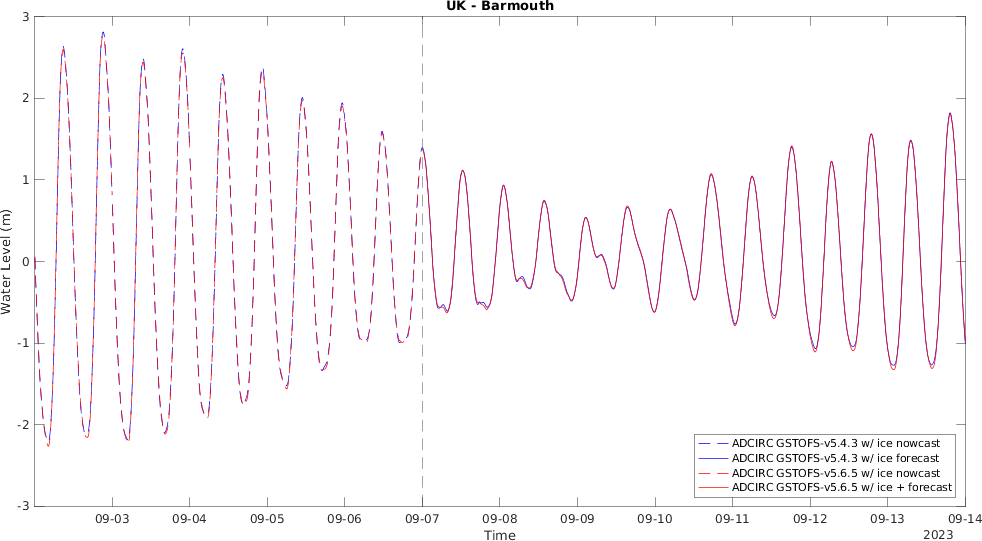 UK - Barmouth
3
2
1
0
-1
-2
-3
Water Level (m)
09-03
09-04
09-05
09-06
09-07
09-08
09-09
09-10
09-11
09-12
09-13
09-14
Time
2023
ADCIRC GSTOFS-v5.4.3 w/ ice nowcast
ADCIRC GSTOFS-v5.4.3 w/ ice forecast
ADCIRC GSTOFS-v5.6.5 w/ ice nowcast
ADCIRC GSTOFS-v5.6.5 w/ ice + forecast